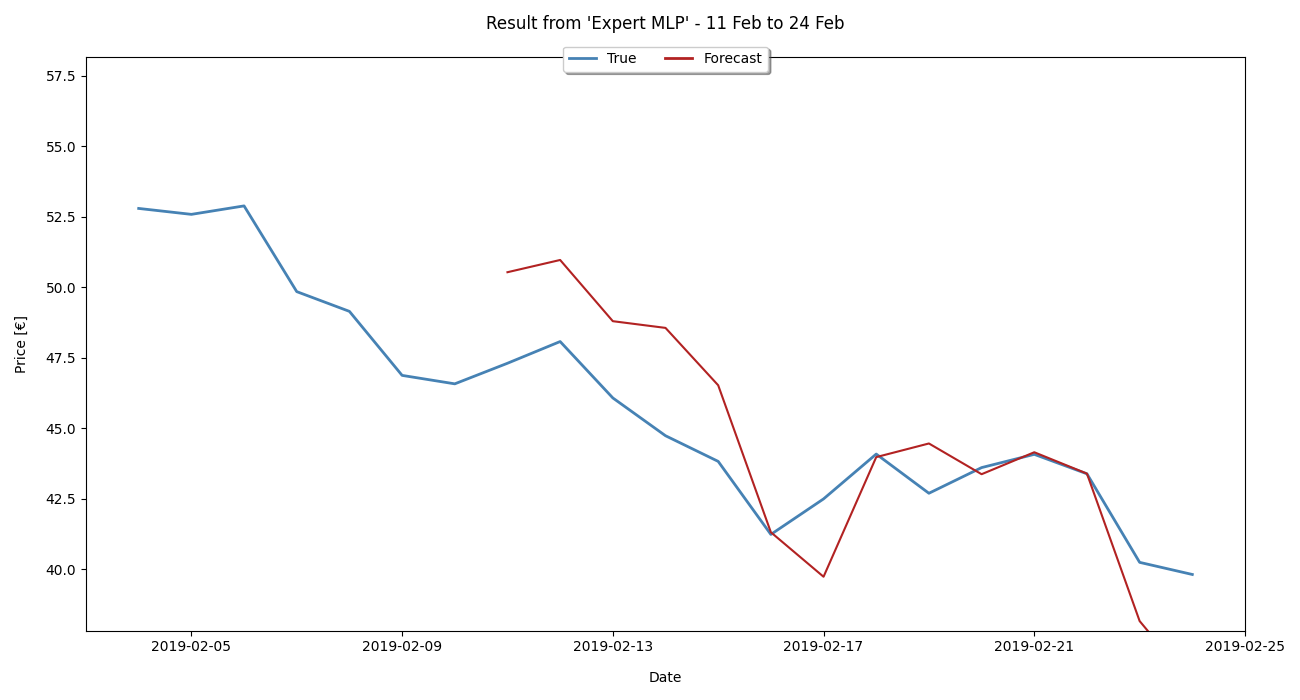 Result from 'Expert MLP' - 11 Feb to 24 Feb
True Forecast
57.5
55.0
52.5
50.0
47.5
45.0
42.5
40.0
Price [€]
2019-02-05 2019-02-09 2019-02-13 2019-02-17 2019-02-21 2019-02-25
Date